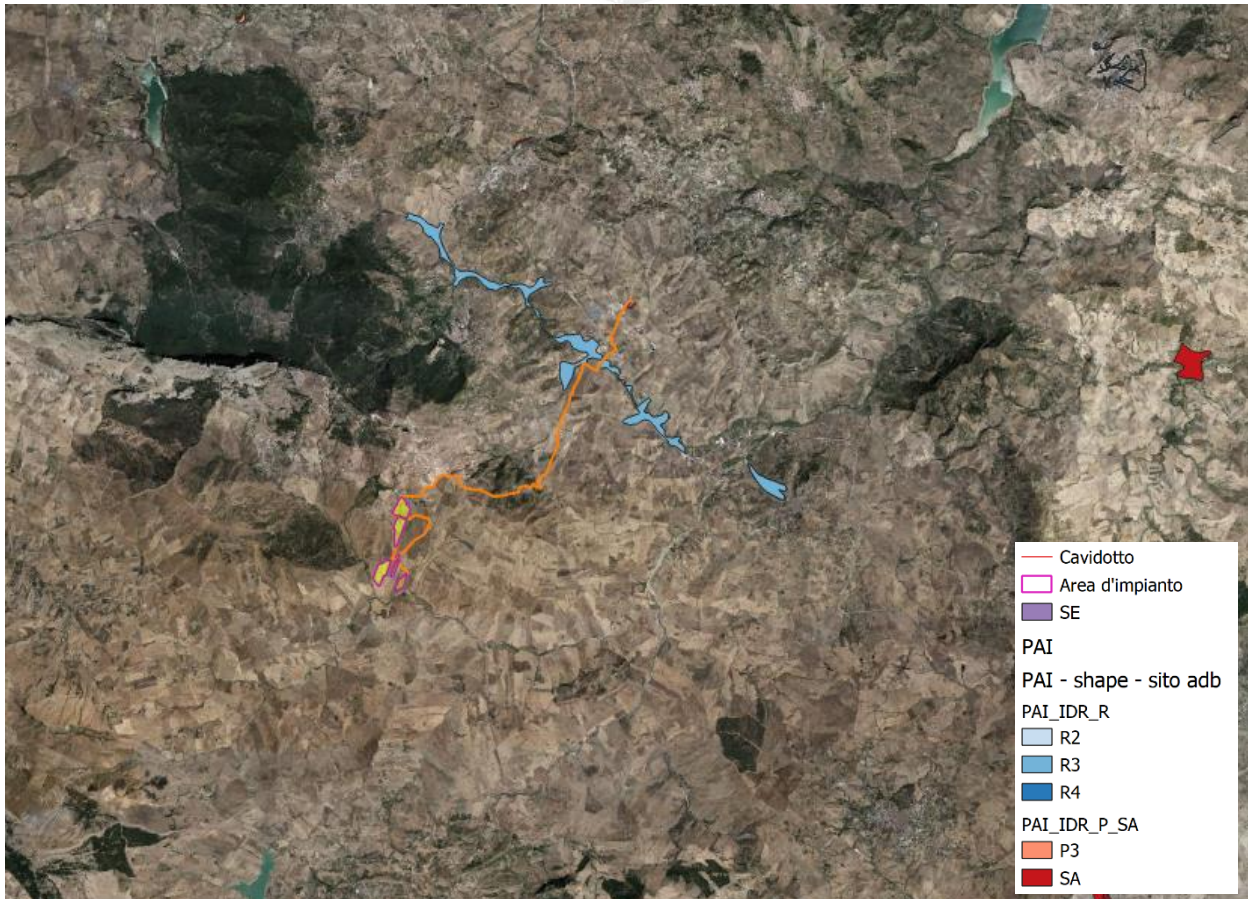 Cavidotto
Area d'impianto
SE
PAI
PAI - shape - sito adb
PAI_IDR_R
R2
R3
R4
PAI_IDR_P_SA
P3
SA